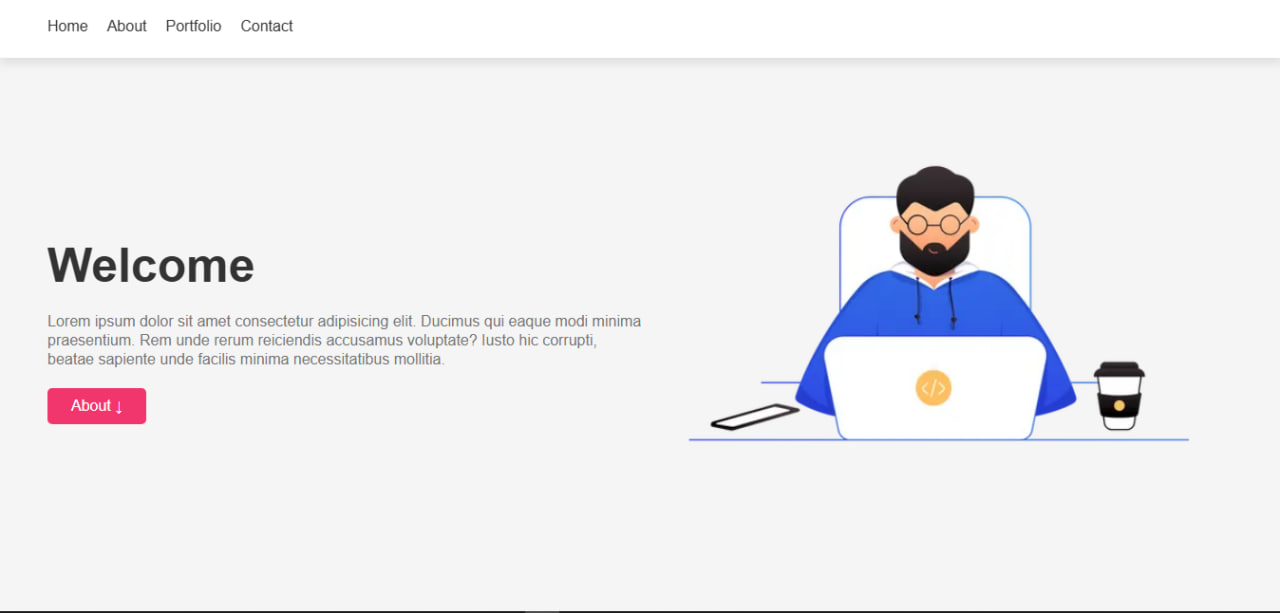 Home About Portfolio Contact
Welcome
Lorem ipsum dolor sit amet consectetur adipisicing elit. Ducimus qui eaque modi minima
praesentium. Rem unde rerum reiciendis accusamus voluptate? Iusto hic corrupti,
beatae sapiente unde facilis minima necessitatibus mollitia.
About ↓
</>